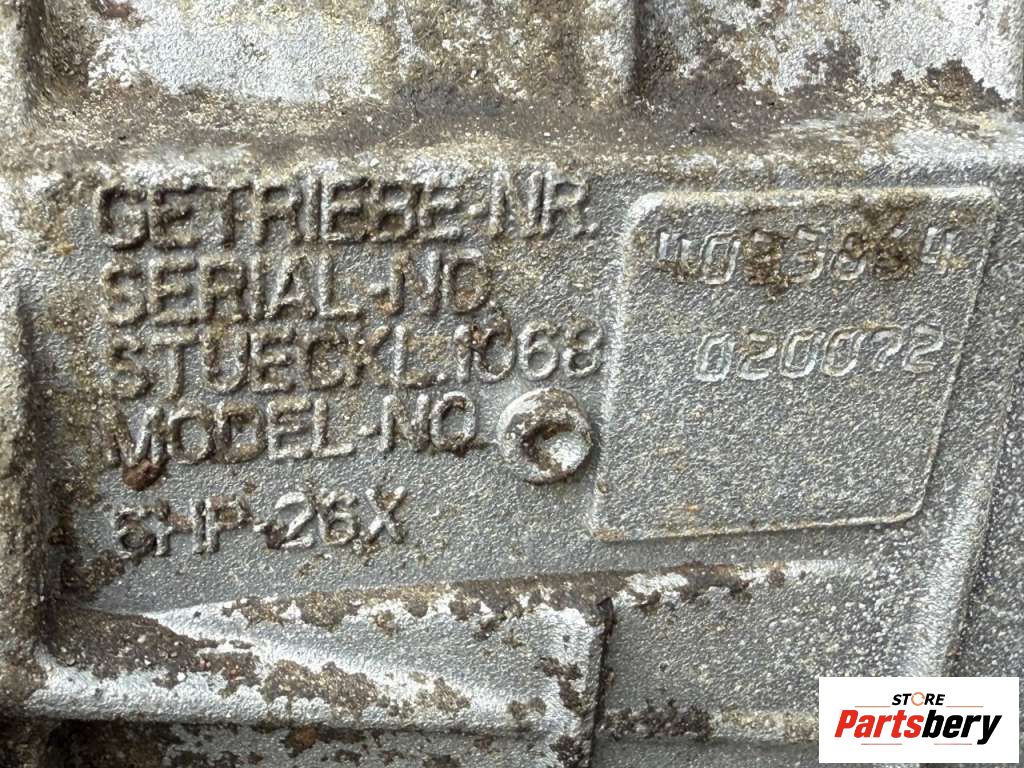 GETRIEBE-NR.
SERIAL-NO.
STUECKL.1068
MODEL-NO.
6HP-26X
020072
STORE
Partsbery